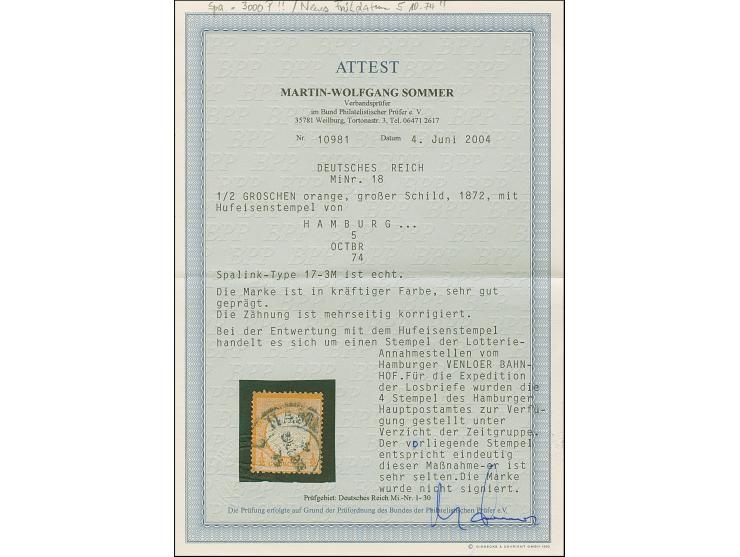 Spa. = 3000 ?!! / Neues Frühdatum 5.10.74 !!
ATTEST
MARTIN-WOLFGANG SOMMER
Verbandsprüfer
im Bund Philatelistischer Prüfer e. V.
35781 Weilburg, Tortonastr. 3, Tel. 06471 2617
Nr. 10981 Datum 4. Juni 2004
DEUTSCHES REICH
MiNr. 18
1/2 GROSCHEN orange, großer Schild, 1872, mit
Hufeisenstempel von
H A M B U R G ...
5
OCTBR
74
Spalink-Type 17-3M ist echt.
Die Marke ist in kräftiger Farbe, sehr gut
geprägt.
Die Zähnung ist mehrseitig korrigiert.
Bei der Entwertung mit dem Hufeisenstempel
handelt es sich um einen Stempel der Lotterie-
Annahmestellen vom
Hamburger VENLOER BAHN-
HOF.Für die Expedition
der Losbriefe wurden die
4 Stempel des Hamburger
Hauptpostamtes zur Verfü-
gung gestellt unter
Verzicht der Zeitgruppe.
Der vorliegende Stempel
entspricht eindeutig
dieser Maßnahme-er ist
sehr selten.Die Marke
wurde nicht signiert.
Prüfgebiet: Deutsches Reich Mi.-Nr. 1- 30
Die Prüfung erfolgte auf Grund der Prüfordnung des Bundes der Philatelistischen Prüfer e.V.